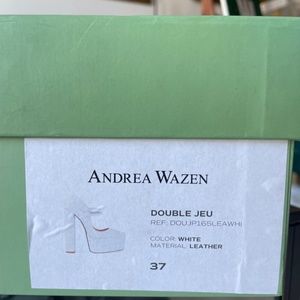 ANDREA WAZEN
DOUBLE JEU
REF: DOUJP165LEAWHI
COLOR: WHITE
MATERIAL: LEATHER
37